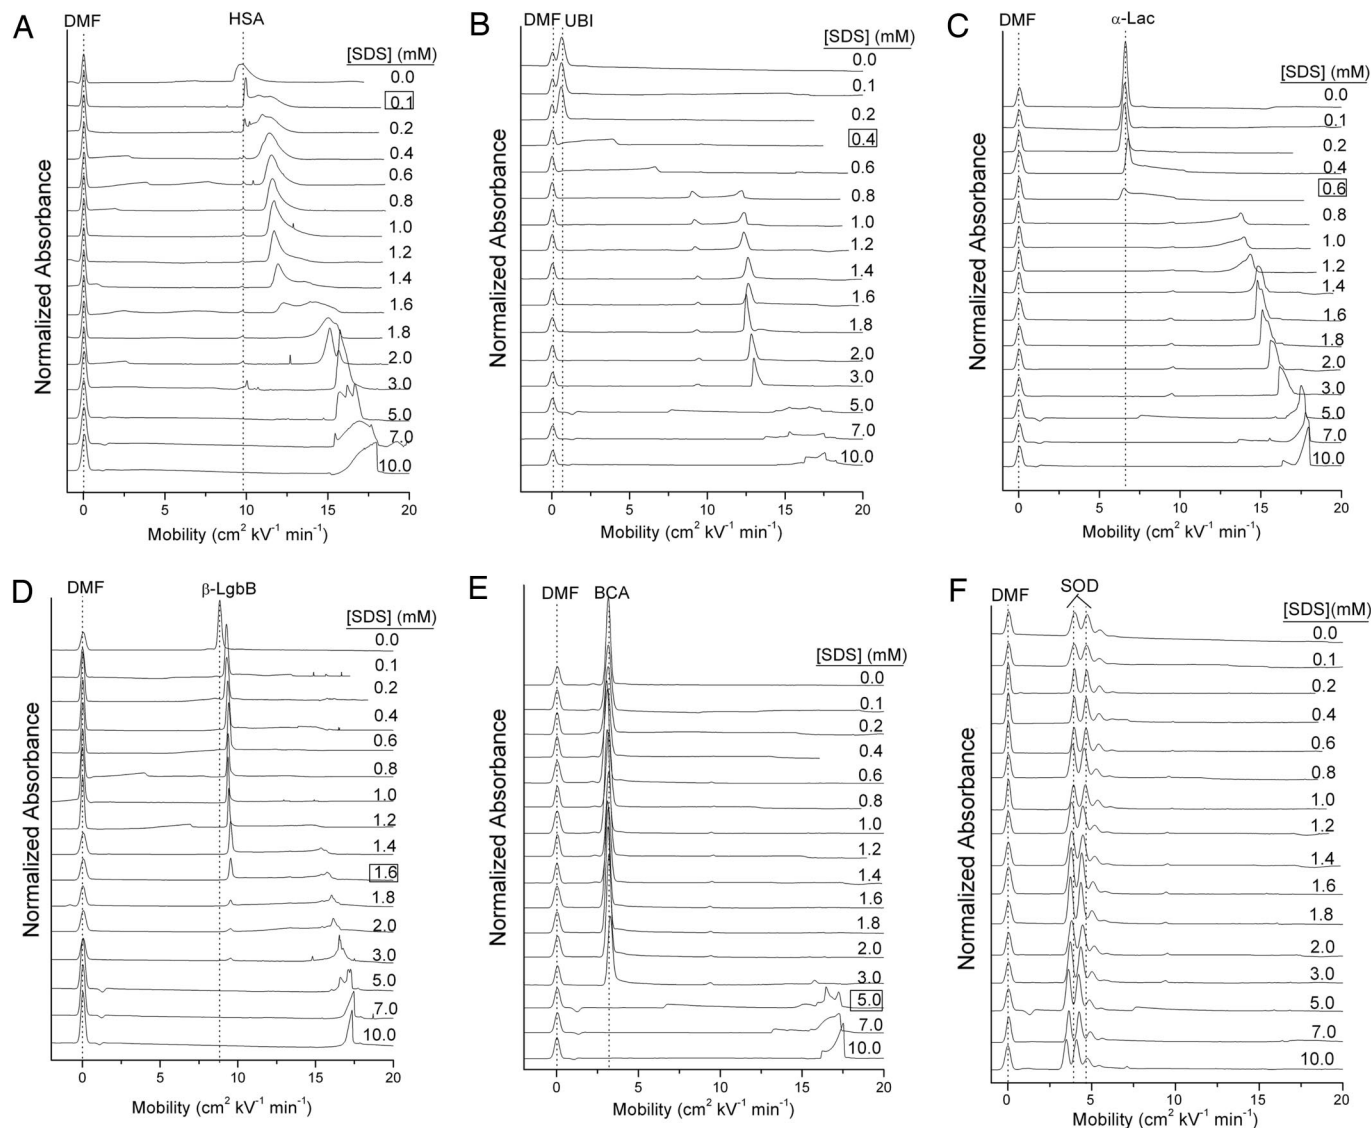 A
DMF
HSA
[SDS] (mM)
0.0
0.1
0.2
0.4
0.6
0.8
1.0
1.2
1.4
1.6
1.8
2.0
3.0
5.0
7.0
10.0
Normalized Absorbance
0 5 10 15 20
Mobility (cm² kV⁻¹ min⁻¹)
B
DMF UBI
[SDS] (mM)
0.0
0.1
0.2
0.4
0.6
0.8
1.0
1.2
1.4
1.6
1.8
2.0
3.0
5.0
7.0
10.0
Normalized Absorbance
0 5 10 15 20
Mobility (cm² kV⁻¹ min⁻¹)
C
DMF
α-Lac
[SDS] (mM)
0.0
0.1
0.2
0.4
0.6
0.8
1.0
1.2
1.4
1.6
1.8
2.0
3.0
5.0
7.0
10.0
Normalized Absorbance
0 5 10 15 20
Mobility (cm² kV⁻¹ min⁻¹)
D
DMF
β-LgbB
[SDS] (mM)
0.0
0.1
0.2
0.4
0.6
0.8
1.0
1.2
1.4
1.6
1.8
2.0
3.0
5.0
7.0
10.0
Normalized Absorbance
0 5 10 15 20
Mobility (cm² kV⁻¹ min⁻¹)
E
DMF
BCA
[SDS] (mM)
0.0
0.1
0.2
0.4
0.6
0.8
1.0
1.2
1.4
1.6
1.8
2.0
3.0
5.0
7.0
10.0
Normalized Absorbance
0 5 10 15 20
Mobility (cm² kV⁻¹ min⁻¹)
F
DMF
SOD
[SDS](mM)
0.0
0.1
0.2
0.4
0.6
0.8
1.0
1.2
1.4
1.6
1.8
2.0
3.0
5.0
7.0
10.0
Normalized Absorbance
0 5 10 15 20
Mobility (cm² kV⁻¹ min⁻¹)